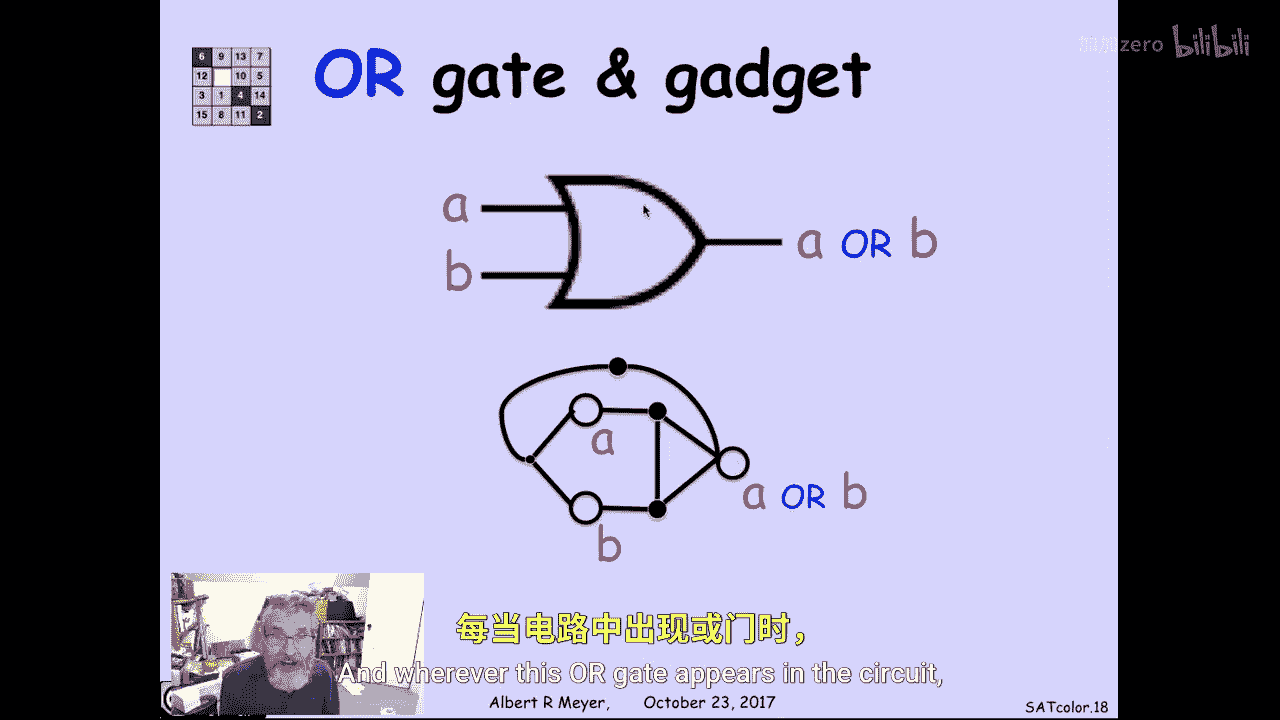 zero bilibili
6 9 13 7
12 10 5
3 1 4 14
15 8 11 2
OR gate & gadget
a
b
a OR b
a
a OR b
b
每当电路中出现或门时，
And wherever this OR gate appears in the circuit,
Albert R Meyer, October 23, 2017
SATcolor.18